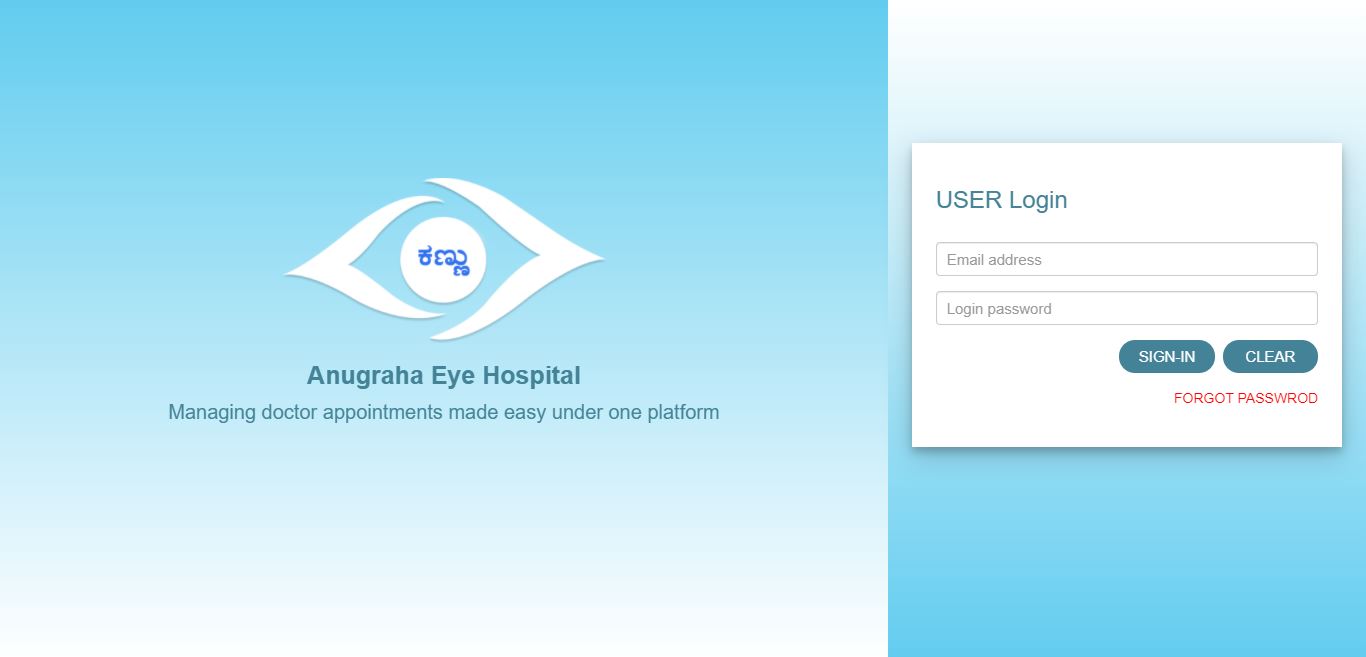 ಕಣ್ಣು
Anugraha Eye Hospital
Managing doctor appointments made easy under one platform
USER Login
Email address
Login password
SIGN-IN CLEAR
FORGOT PASSWROD